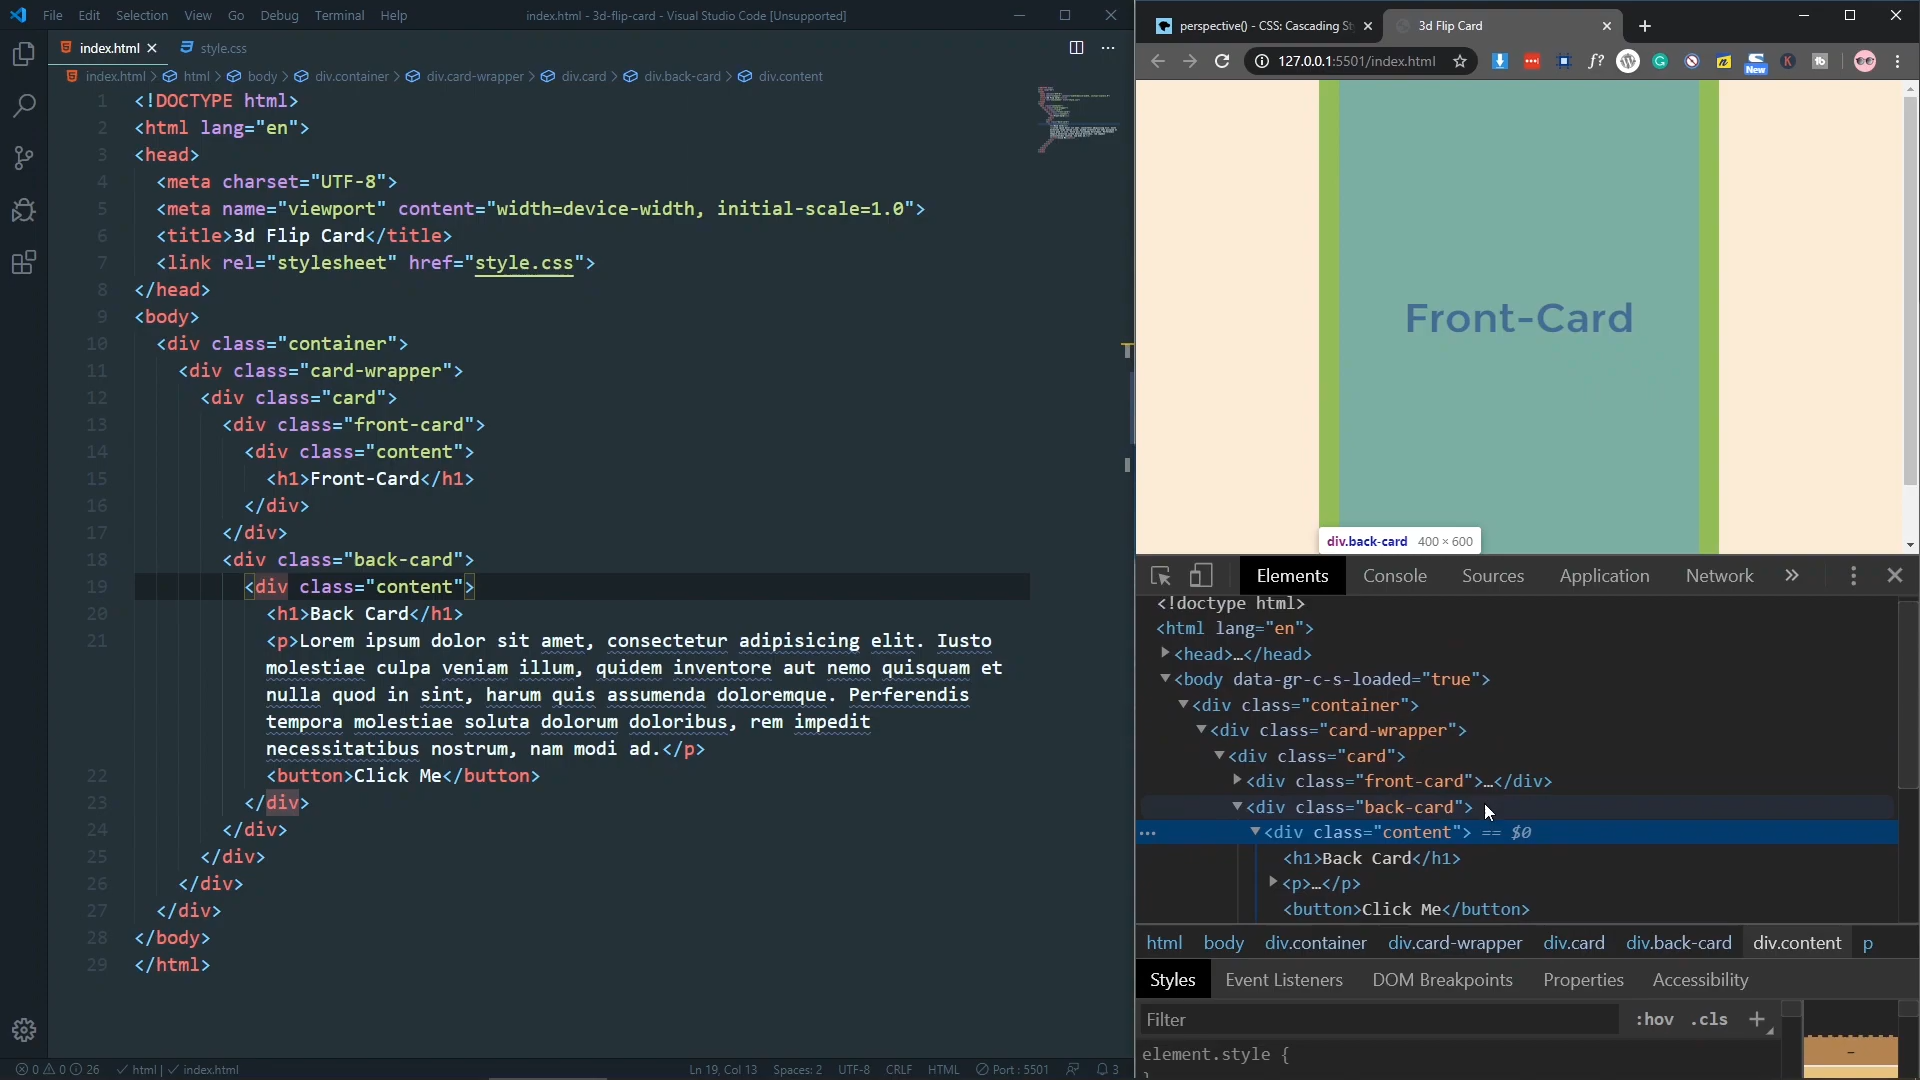 File Edit Selection View Go Debug Terminal Help
index.html - 3d-flip-card - Visual Studio Code [Unsupported]
index.html style.css
index.html > html > body > div.container > div.card-wrapper > div.card > div.back-card > div.content
1 <!DOCTYPE html>
2 <html lang="en">
3 <head>
4 <meta charset="UTF-8">
5 <meta name="viewport" content="width=device-width, initial-scale=1.0">
6 <title>3d Flip Card</title>
7 <link rel="stylesheet" href="style.css">
8 </head>
9 <body>
10 <div class="container">
11 <div class="card-wrapper">
12 <div class="card">
13 <div class="front-card">
14 <div class="content">
15 <h1>Front-Card</h1>
16 </div>
17 </div>
18 <div class="back-card">
19 <div class="content">
20 <h1>Back Card</h1>
21 <p>Lorem ipsum dolor sit amet, consectetur adipisicing elit. Iusto
molestiae culpa veniam illum, quidem inventore aut nemo quisquam et
nulla quod in sint, harum quis assumenda doloremque. Perferendis
tempora molestiae soluta dolorum doloribus, rem impedit
necessitatibus nostrum, nam modi ad.</p>
22 <button>Click Me</button>
23 </div>
24 </div>
25 </div>
26 </div>
27 </div>
28 </body>
29 </html>
0 0 26 html | index.html
Ln 19, Col 13 Spaces: 2 UTF-8 CRLF HTML Port : 5501 3
perspective() - CSS: Cascading St 3d Flip Card
127.0.0.1:5501/index.html
f? New K
Front-Card
div.back-card 400 × 600
Elements Console Sources Application Network »
<!doctype html>
<html lang="en">
<head>…</head>
<body data-gr-c-s-loaded="true">
<div class="container">
<div class="card-wrapper">
<div class="card">
<div class="front-card">…</div>
<div class="back-card">
<div class="content"> == $0
<h1>Back Card</h1>
<p>…</p>
<button>Click Me</button>
html body div.container div.card-wrapper div.card div.back-card div.content p
Styles Event Listeners DOM Breakpoints Properties Accessibility
Filter :hov .cls +
element.style {